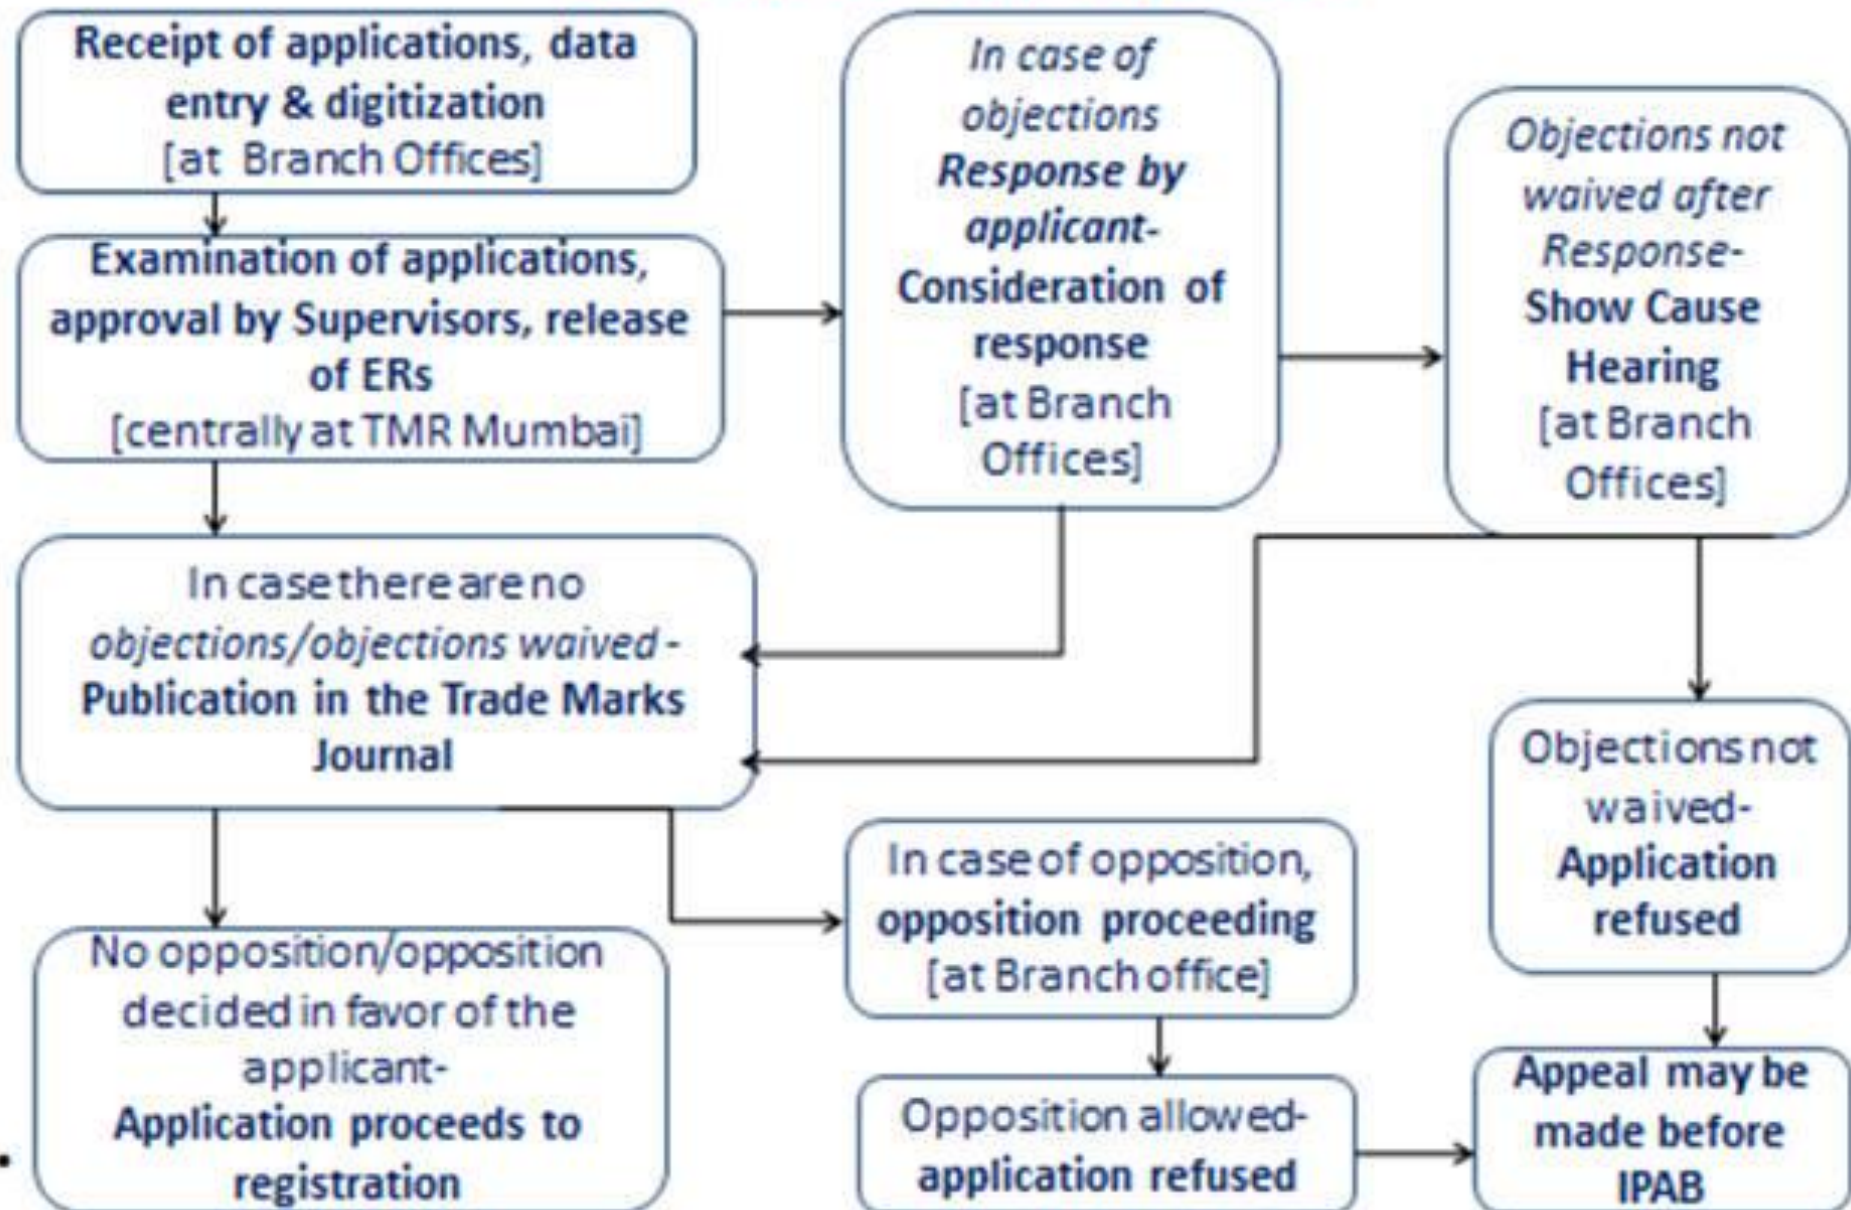 Receipt of applications, data
entry & digitization
[at Branch Offices]
Examination of applications,
approval by Supervisors, release
of ERs
[centrally at TMR Mumbai]
In case of
objections
Response by
applicant-
Consideration of
response
[at Branch
Offices]
Objections not
waived after
Response-
Show Cause
Hearing
[at Branch
Offices]
In case there are no
objections/objections waived -
Publication in the Trade Marks
Journal
Objections not
waived-
Application
refused
In case of opposition,
opposition proceeding
[at Branch office]
No opposition/opposition
decided in favor of the
applicant-
Application proceeds to
registration
Opposition allowed-
application refused
Appeal may be
made before
IPAB